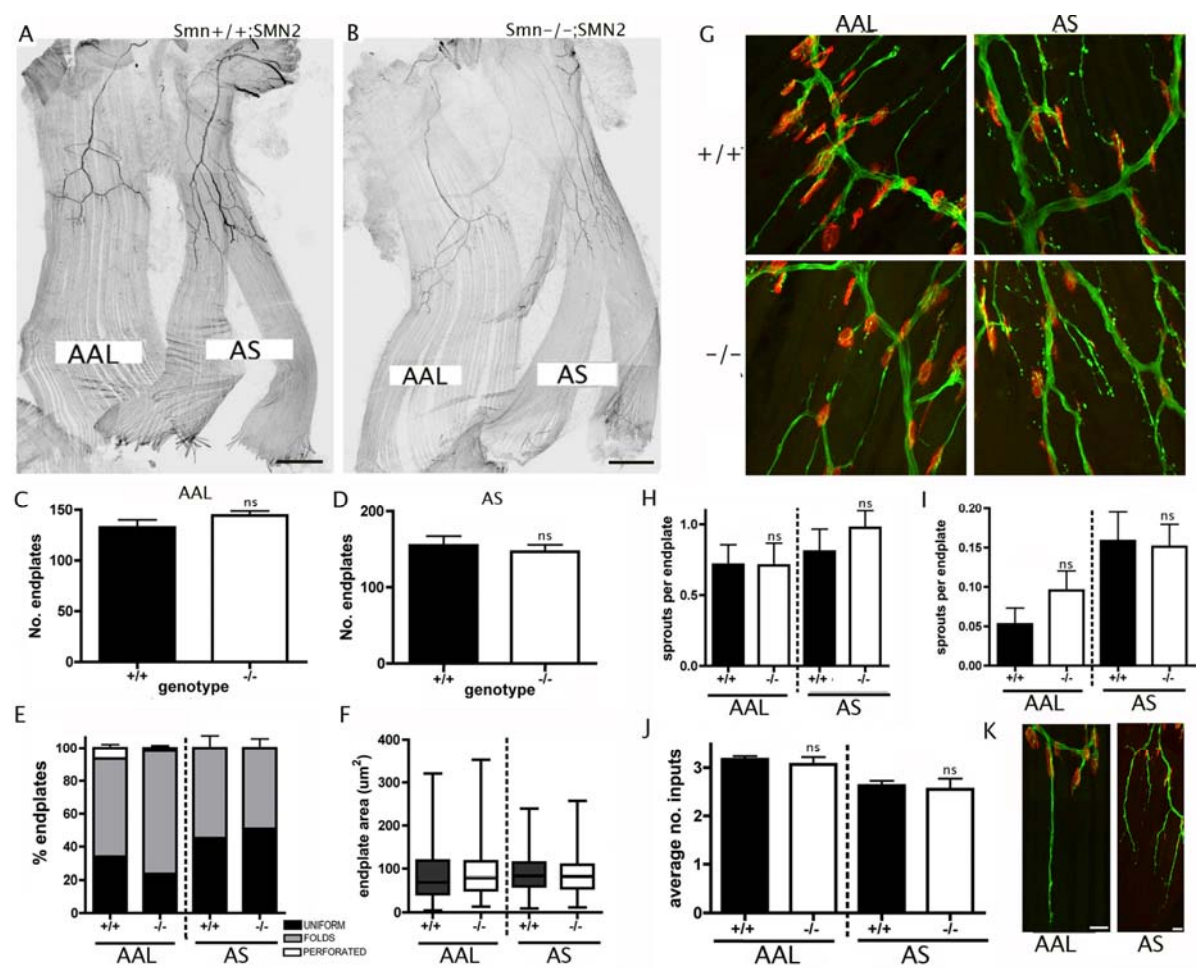 A
Smn+/+;SMN2
AAL
AS
B
Smn-/-;SMN2
AAL
AS
G
AAL
AS
+/+
-/-
C
AAL
No. endplates
150
100
50
0
+/+
-/-
ns
genotype
D
AS
No. endplates
200
150
0
+/+
-/-
ns
genotype
H
sprouts per endplate
1.0
0.5
0.0
ns
ns
+/+
-/-
+/+
-/-
AAL
AS
I
sprouts per endplate
0.20
0.15
0.10
0.05
0.00
ns
ns
+/+
-/-
+/+
-/-
AAL
AS
E
% endplates
100
80
60
40
20
0
+/+
-/-
+/+
-/-
AAL
AS
UNIFORM
FOLDS
PERFORATED
F
endplate area (um²)
400
300
200
100
0
+/+
-/-
+/+
-/-
AAL
AS
J
average no. inputs
3
2
1
0
ns
ns
+/+
-/-
+/+
-/-
AAL
AS
K
AAL
AS